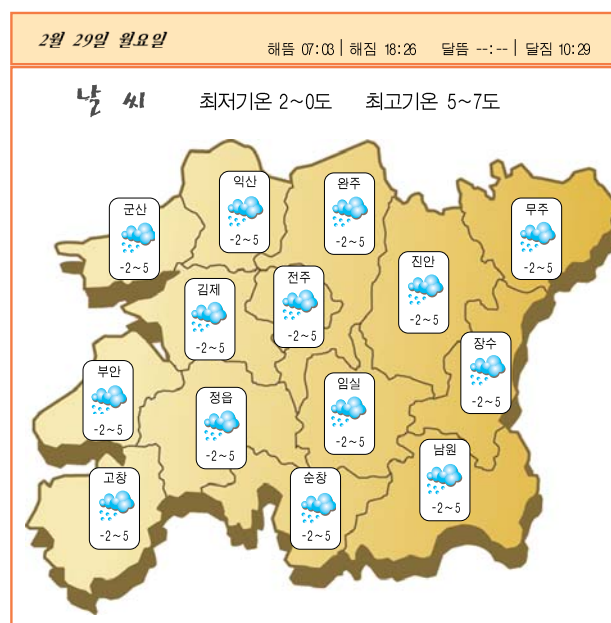 2월 29일 월요일
해뜸 07:03 | 해짐 18:26 달뜸 --:-- | 달짐 10:29
날 씨 최저기온 2~0도 최고기온 5~7도
익산
-2~5
완주
-2~5
군산
-2~5
무주
-2~5
진안
-2~5
전주
-2~5
김제
-2~5
장수
-2~5
부안
-2~5
임실
-2~5
정읍
-2~5
남원
-2~5
고창
-2~5
순창
-2~5